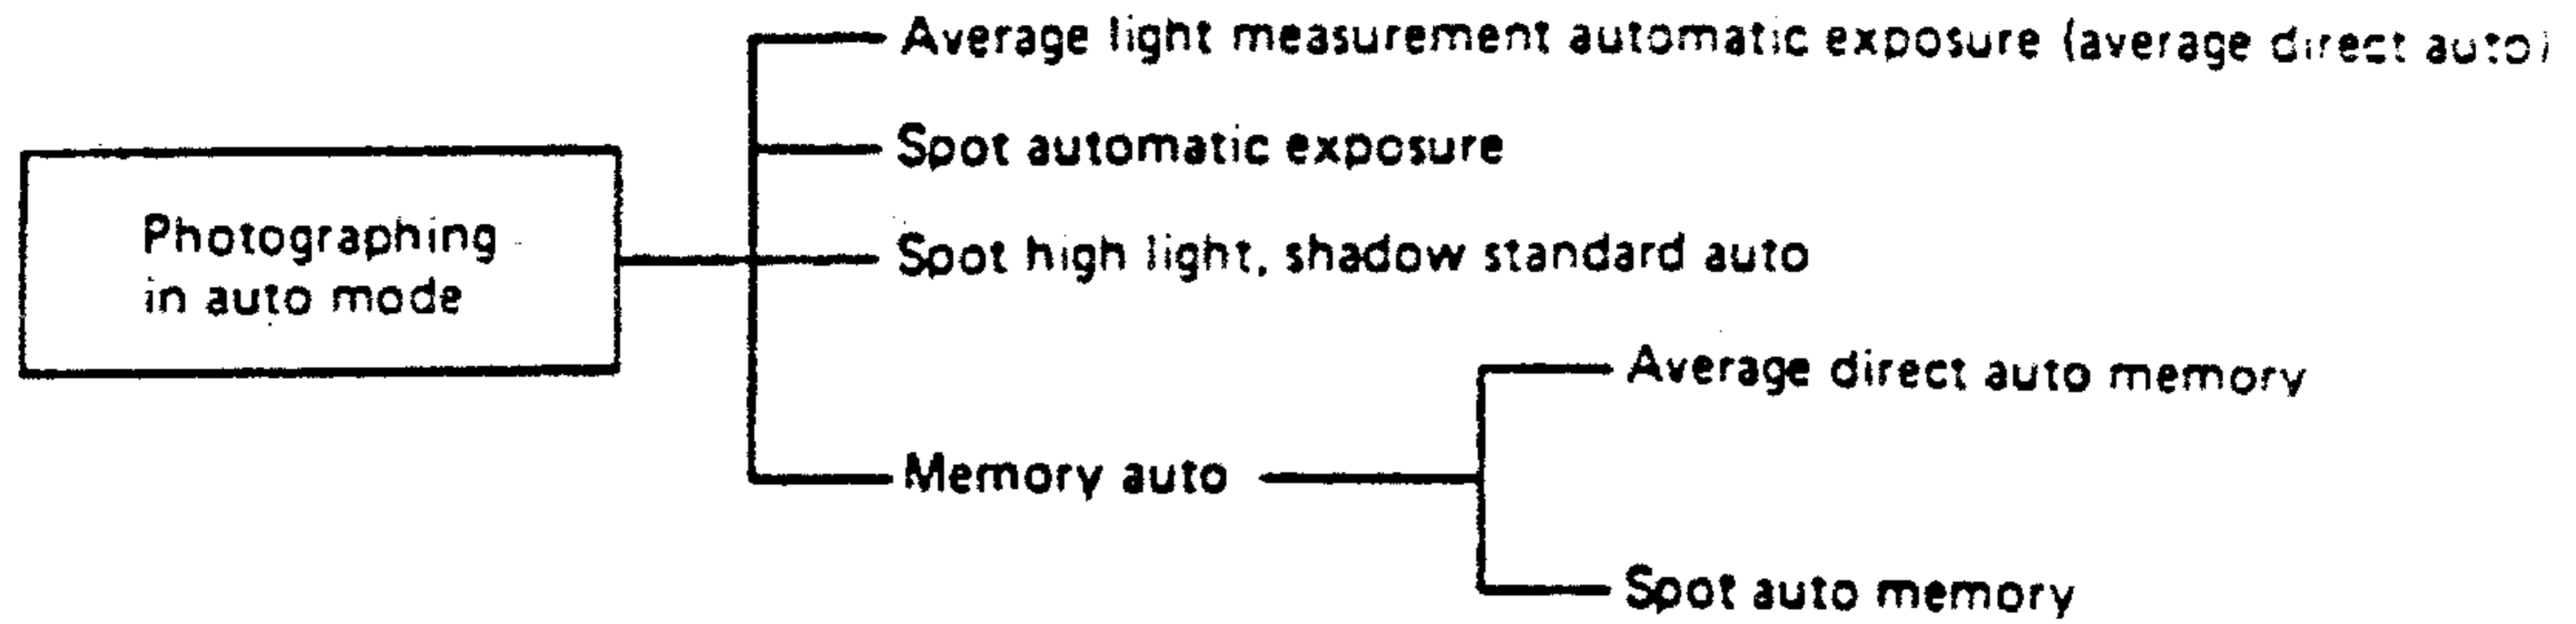 Average light measurement automatic exposure (average direct auto)
Spot automatic exposure
Photographing
in auto mode
Spot high light, shadow standard auto
Average direct auto memory
Memory auto
Spot auto memory